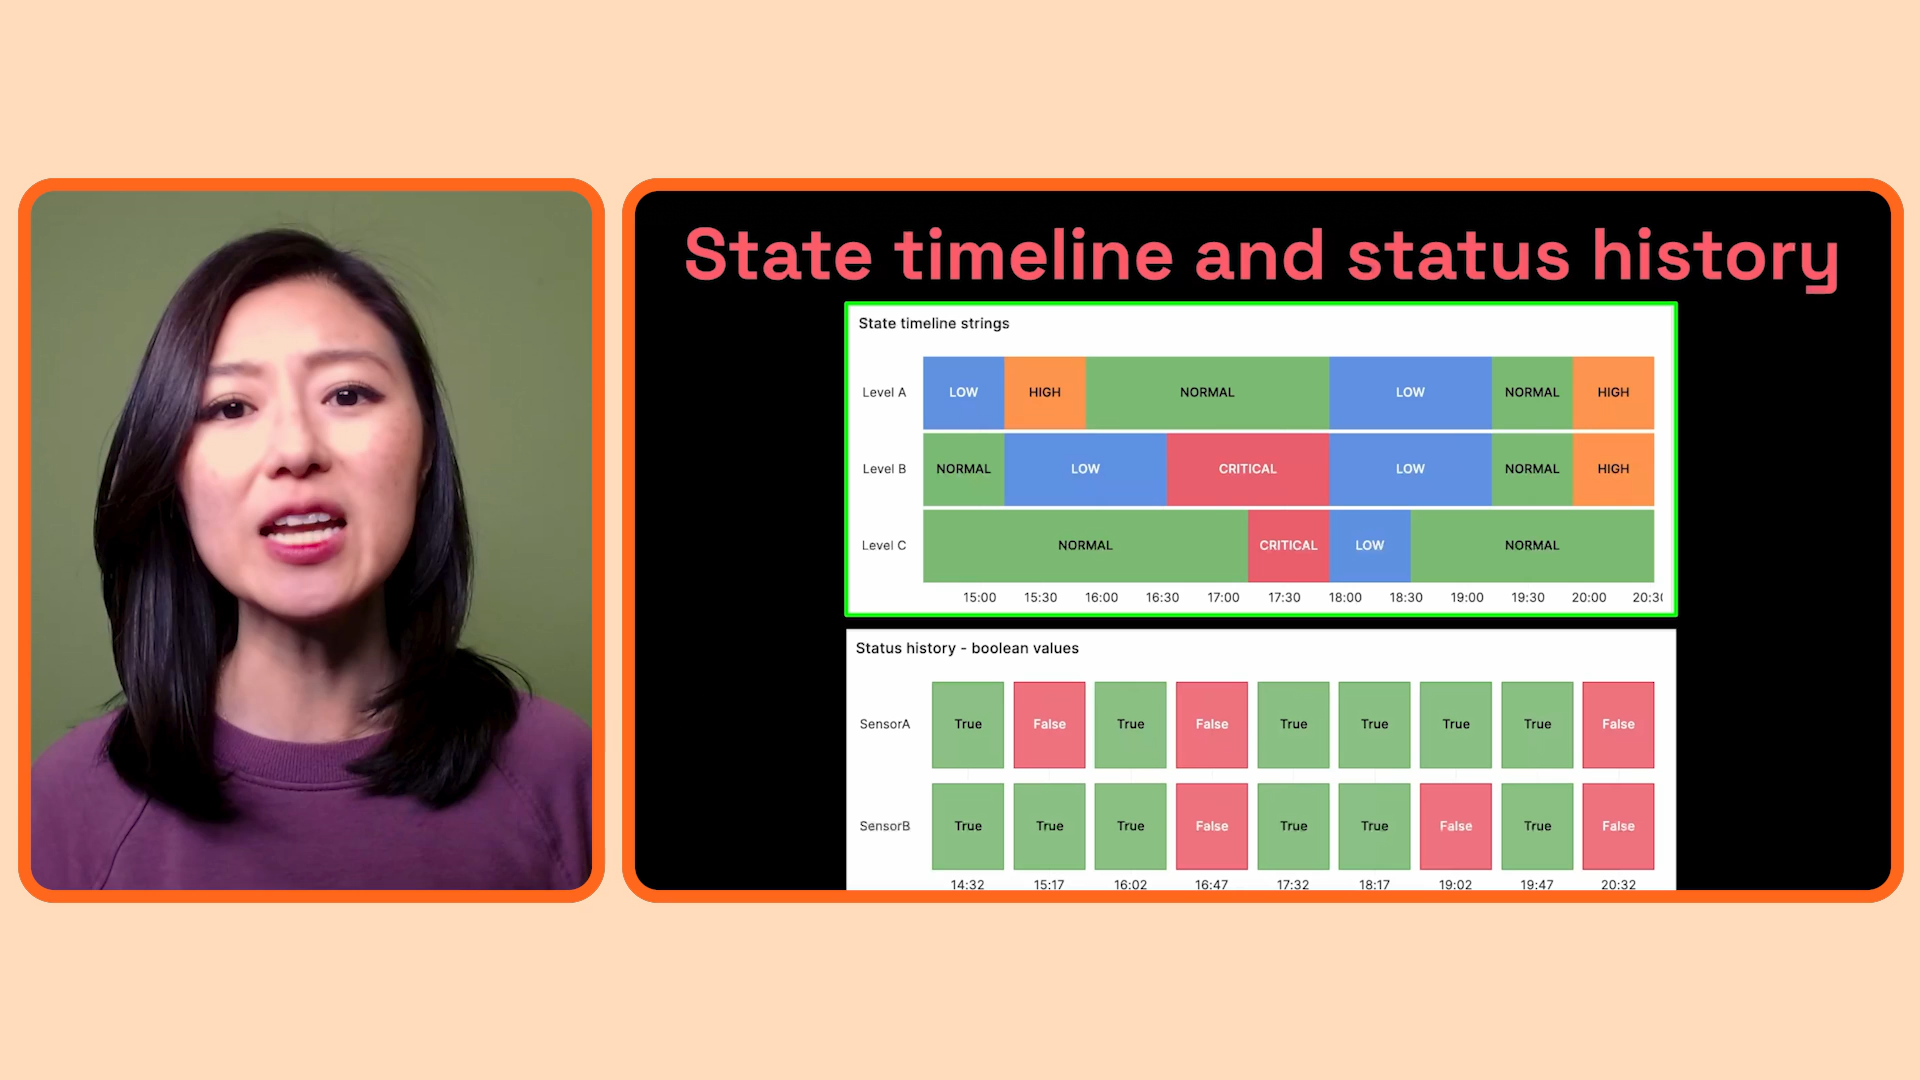 State timeline and status history
State timeline strings
Level A LOW HIGH NORMAL LOW NORMAL HIGH
Level B NORMAL LOW CRITICAL LOW NORMAL HIGH
Level C NORMAL CRITICAL LOW NORMAL
15:00 15:30 16:00 16:30 17:00 17:30 18:00 18:30 19:00 19:30 20:00 20:30
Status history - boolean values
SensorA True False True False True True True True False
SensorB True True True False True True False True False
14:32 15:17 16:02 16:47 17:32 18:17 19:02 19:47 20:32